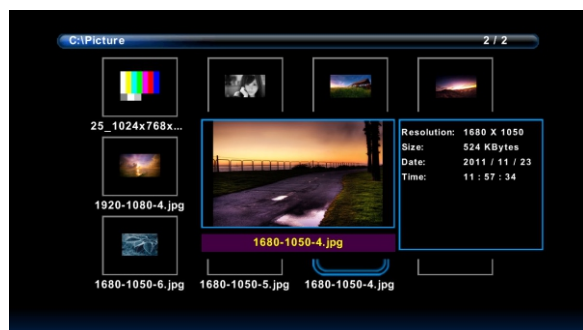 C:\Picture 2 / 2
25_1024x768x...
Resolution: 1680 X 1050
Size: 524 KBytes
Date: 2011 / 11 / 23
Time: 11 : 57 : 34
1920-1080-4.jpg
1680-1050-4.jpg
1680-1050-6.jpg 1680-1050-5.jpg 1680-1050-4.jpg